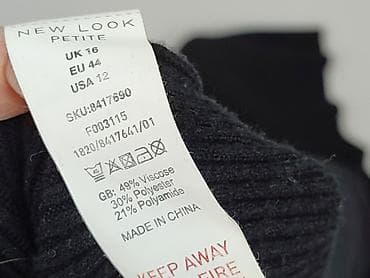 NEW LOOK
PETITE
UK 16
EU 44
USA 12
SKU:8417690
F003115
1820/8417641/01
GB: 49% Viscose
30% Polyester
21% Polyamide
MADE IN CHINA
KEEP AWAY
FIRE